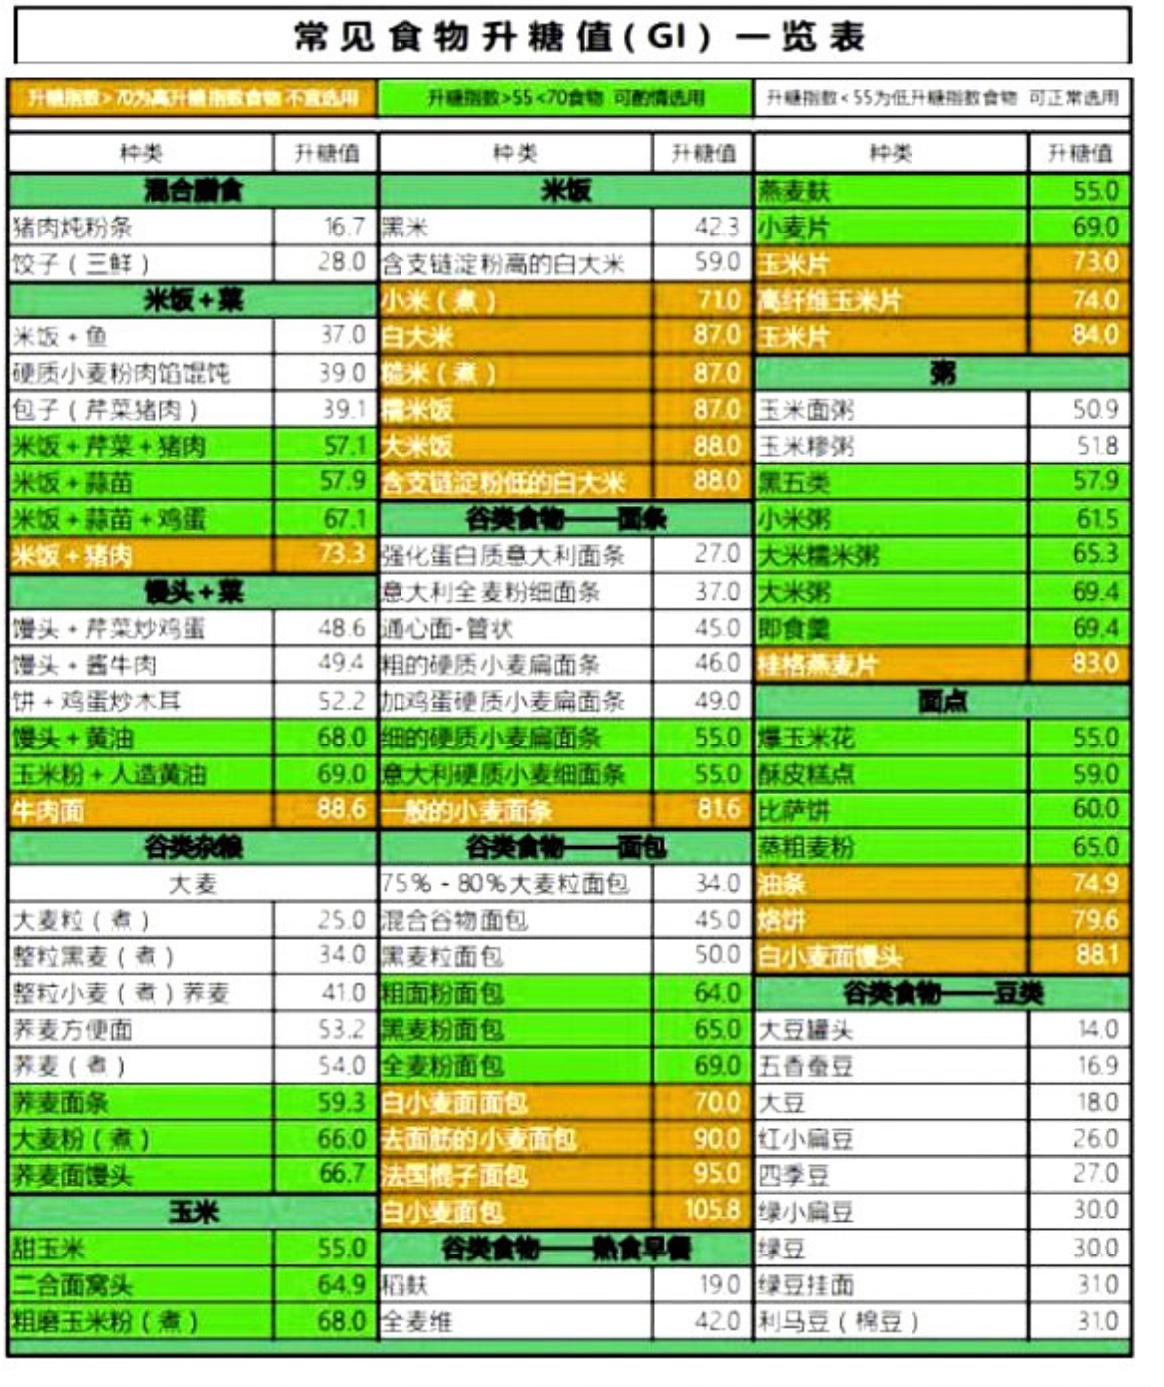 常见食物升糖值(GI) 一览表
升糖指数>70为高升糖指数食物 不宜选用
升糖指数>55<70食物 可酌情选用
升糖指数<55为低升糖指数食物 可正常选用
种类 升糖值
混合膳食
猪肉炖粉条 16.7
饺子(三鲜) 28.0
米饭+菜
米饭+鱼 37.0
硬质小麦粉肉馅馄饨 39.0
包子(芹菜猪肉) 39.1
米饭+芹菜+猪肉 57.1
米饭+蒜苗 57.9
米饭+蒜苗+鸡蛋 67.1
米饭+猪肉 73.3
馒头+菜
馒头+芹菜炒鸡蛋 48.6
馒头+酱牛肉 49.4
饼+鸡蛋炒木耳 52.2
馒头+黄油 68.0
玉米粉+人造黄油 69.0
牛肉面 88.6
谷类杂粮
大麦
大麦粒(煮) 25.0
整粒黑麦(煮) 34.0
整粒小麦(煮)荞麦 41.0
荞麦方便面 53.2
荞麦(煮) 54.0
荞麦面条 59.3
大麦粉(煮) 66.0
荞麦面馒头 66.7
玉米
甜玉米 55.0
二合面窝头 64.9
粗磨玉米粉(煮) 68.0
种类 升糖值
米饭
黑米 42.3
含支链淀粉高的白大米 59.0
小米(煮) 71.0
白大米 87.0
糙米(煮) 87.0
糯米饭 87.0
大米饭 88.0
含支链淀粉低的白大米 88.0
谷类食物——面条
强化蛋白质意大利面条 27.0
意大利全麦粉细面条 37.0
通心面-管状 45.0
粗的硬质小麦扁面条 46.0
加鸡蛋硬质小麦扁面条 49.0
细的硬质小麦扁面条 55.0
意大利硬质小麦细面条 55.0
一般的小麦面条 81.6
谷类食物——面包
75%-80%大麦粒面包 34.0
混合谷物面包 45.0
黑麦粒面包 50.0
粗面粉面包 64.0
黑麦粉面包 65.0
全麦粉面包 69.0
白小麦面面包 70.0
去面筋的小麦面包 90.0
法国棍子面包 95.0
白小麦面包 105.8
谷类食物——熟食早餐
稻麸 19.0
全麦维 42.0
种类 升糖值
燕麦麸 55.0
小麦片 69.0
玉米片 73.0
高纤维玉米片 74.0
玉米片 84.0
粥
玉米面粥 50.9
玉米糁粥 51.8
黑五类 57.9
小米粥 61.5
大米糯米粥 65.3
大米粥 69.4
即食羹 69.4
桂格燕麦片 83.0
面点
爆玉米花 55.0
酥皮糕点 59.0
比萨饼 60.0
蒸粗麦粉 65.0
油条 74.9
烙饼 79.6
白小麦面馒头 88.1
谷类食物——豆类
大豆罐头 14.0
五香蚕豆 16.9
大豆 18.0
红小扁豆 26.0
四季豆 27.0
绿小扁豆 30.0
绿豆 30.0
绿豆挂面 31.0
利马豆(棉豆) 31.0